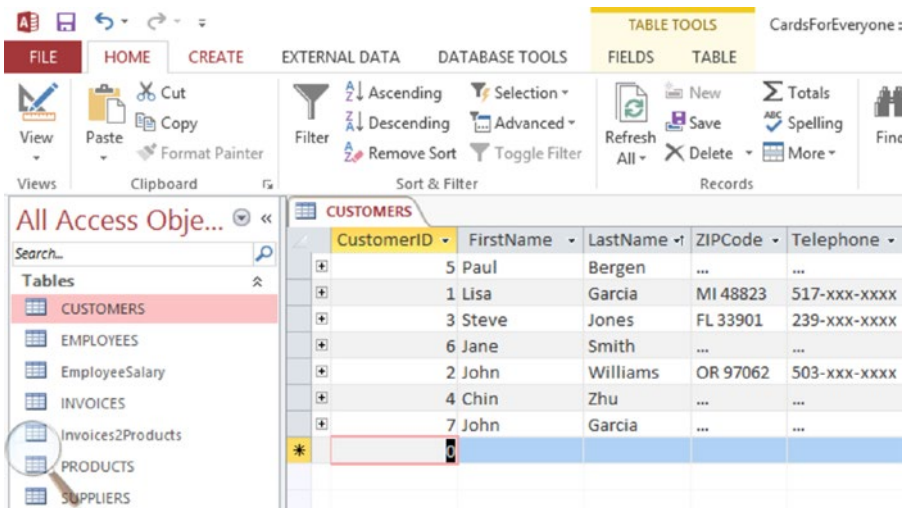 TABLE TOOLS CardsForEveryone :
FILE HOME CREATE EXTERNAL DATA DATABASE TOOLS FIELDS TABLE
View
Paste
Cut
Copy
Format Painter
Filter
Ascending
Descending
Remove Sort
Selection
Advanced
Toggle Filter
Refresh
All
New
Save
Delete
Totals
ABC Spelling
More
Find
Views Clipboard Sort & Filter Records
All Access Obje... «
Search...
Tables
CUSTOMERS
EMPLOYEES
EmployeeSalary
INVOICES
Invoices2Products
PRODUCTS
SUPPLIERS
CUSTOMERS
CustomerID FirstName LastName ZIPCode Telephone
5 Paul Bergen ... ...
1 Lisa Garcia MI 48823 517-xxx-xxxx
3 Steve Jones FL 33901 239-xxx-xxxx
6 Jane Smith ... ...
2 John Williams OR 97062 503-xxx-xxxx
4 Chin Zhu ... ...
7 John Garcia ... ...
* 0